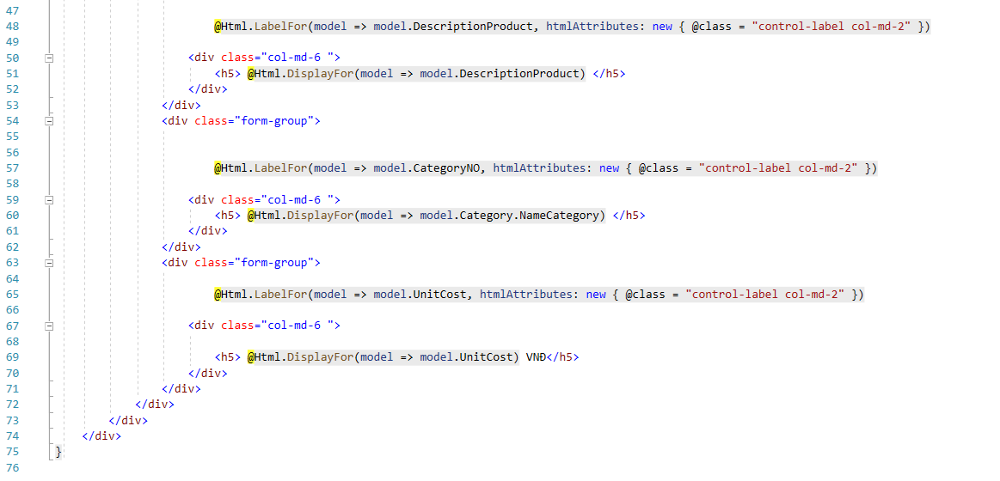 47
48 @Html.LabelFor(model => model.DescriptionProduct, htmlAttributes: new { @class = "control-label col-md-2" })
49
50 <div class="col-md-6 ">
51 <h5> @Html.DisplayFor(model => model.DescriptionProduct) </h5>
52 </div>
53 </div>
54 <div class="form-group">
55
56
57 @Html.LabelFor(model => model.CategoryNO, htmlAttributes: new { @class = "control-label col-md-2" })
58
59 <div class="col-md-6 ">
60 <h5> @Html.DisplayFor(model => model.Category.NameCategory) </h5>
61 </div>
62 </div>
63 <div class="form-group">
64
65 @Html.LabelFor(model => model.UnitCost, htmlAttributes: new { @class = "control-label col-md-2" })
66
67 <div class="col-md-6 ">
68
69 <h5> @Html.DisplayFor(model => model.UnitCost) VNĐ</h5>
70 </div>
71 </div>
72 </div>
73 </div>
74 </div>
75 }
76